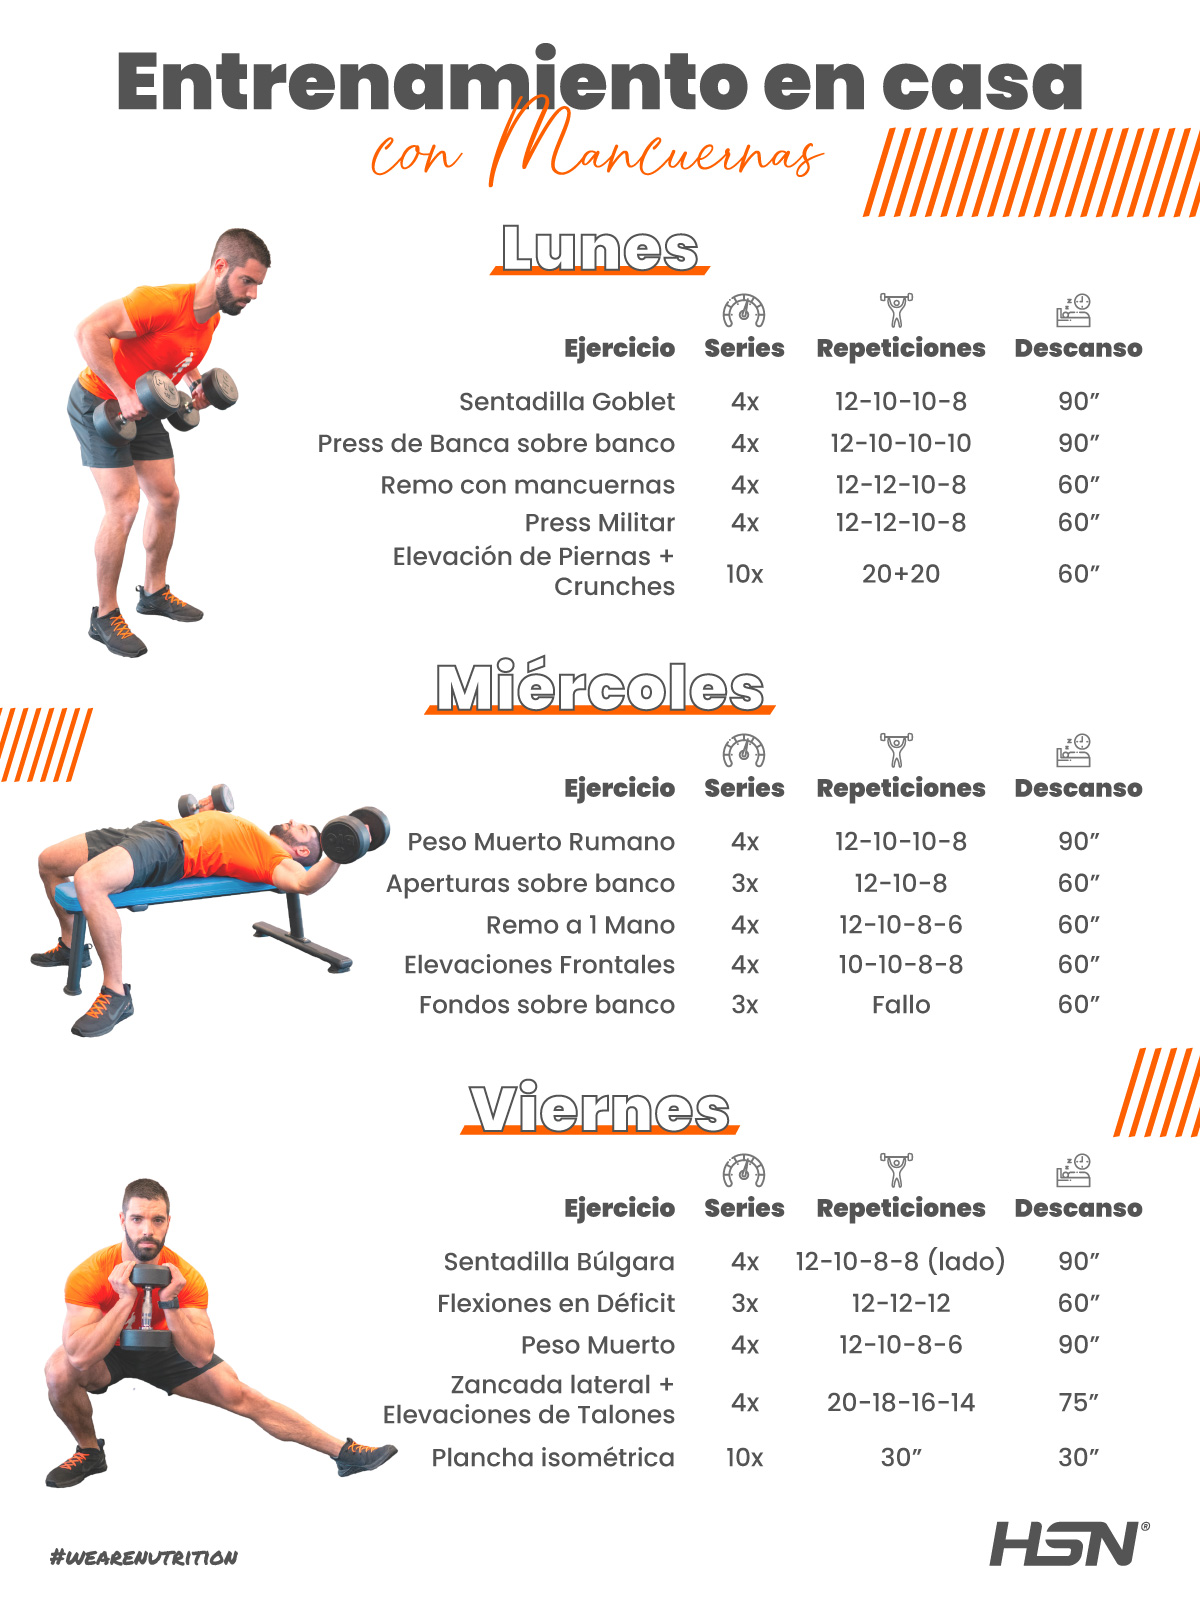 Entrenamiento en casa
con Mancuernas
Lunes
Ejercicio Series Repeticiones Descanso
Sentadilla Goblet 4x 12-10-10-8 90”
Press de Banca sobre banco 4x 12-10-10-10 90”
Remo con mancuernas 4x 12-12-10-8 60”
Press Militar 4x 12-12-10-8 60”
Elevación de Piernas +
Crunches 10x 20+20 60”
Miércoles
Ejercicio Series Repeticiones Descanso
Peso Muerto Rumano 4x 12-10-10-8 90”
Aperturas sobre banco 3x 12-10-8 60”
Remo a 1 Mano 4x 12-10-8-6 60”
Elevaciones Frontales 4x 10-10-8-8 60”
Fondos sobre banco 3x Fallo 60”
Viernes
Ejercicio Series Repeticiones Descanso
Sentadilla Búlgara 4x 12-10-8-8 (lado) 90”
Flexiones en Déficit 3x 12-12-12 60”
Peso Muerto 4x 12-10-8-6 90”
Zancada lateral +
Elevaciones de Talones 4x 20-18-16-14 75”
Plancha isométrica 10x 30” 30”
#WEARENUTRITION
HSN®